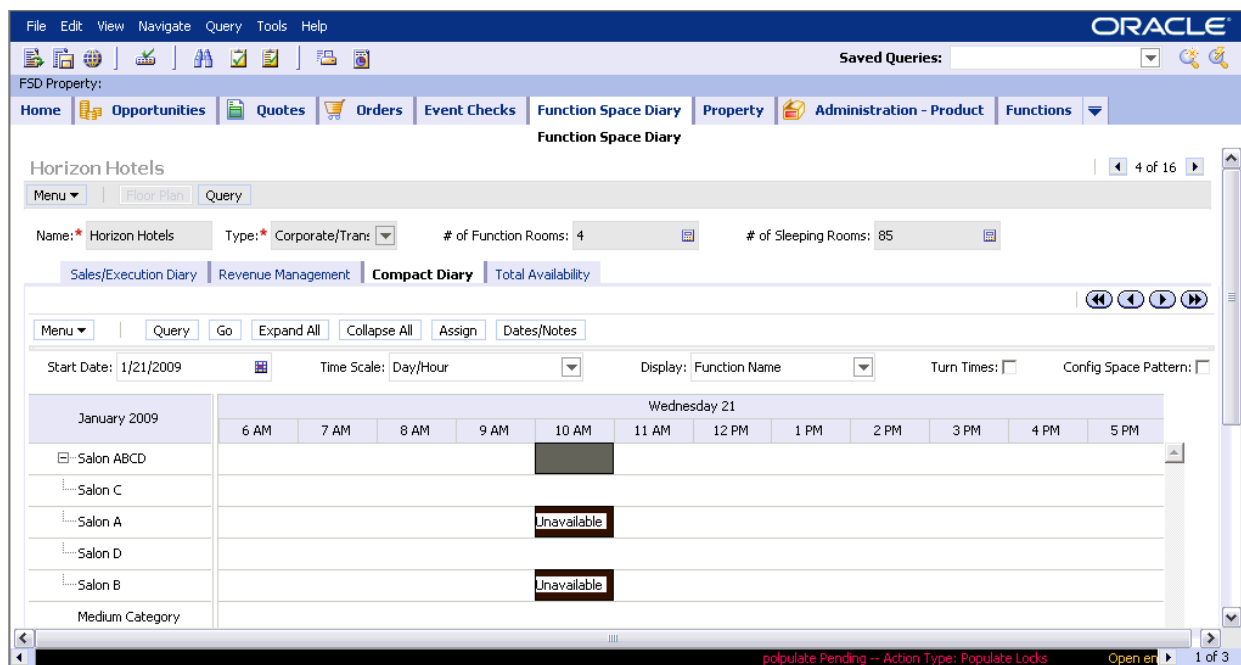 File Edit View Navigate Query Tools Help ORACLE
Saved Queries:
FSD Property:
Home Opportunities Quotes Orders Event Checks Function Space Diary Property Administration - Product Functions
Function Space Diary
Horizon Hotels 4 of 16
Menu Floor Plan Query
Name:* Horizon Hotels Type:* Corporate/Trans # of Function Rooms: 4 # of Sleeping Rooms: 85
Sales/Execution Diary Revenue Management Compact Diary Total Availability
Menu Query Go Expand All Collapse All Assign Dates/Notes
Start Date: 1/21/2009 Time Scale: Day/Hour Display: Function Name Turn Times: Config Space Pattern:
January 2009 Wednesday 21
6 AM 7 AM 8 AM 9 AM 10 AM 11 AM 12 PM 1 PM 2 PM 3 PM 4 PM 5 PM
Salon ABCD
Salon C
Salon A Unavailable
Salon D
Salon B Unavailable
Medium Category
polpulate Pending -- Action Type: Populate Locks Open en 1 of 3